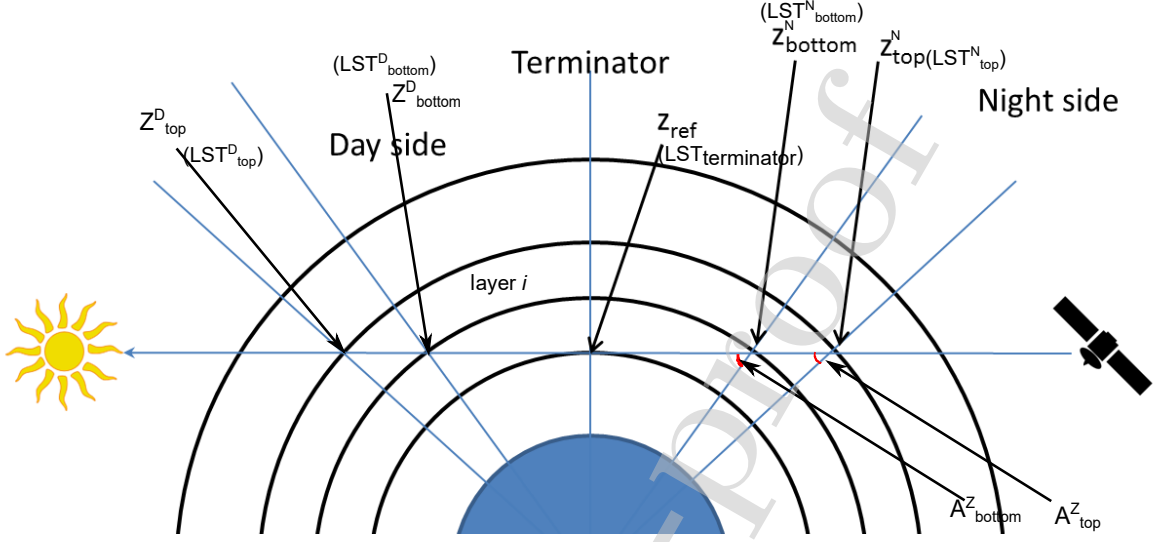 (LST^N_bottom)
z^N_bottom
z^N_top(LST^N_top)
Terminator
(LST^D_bottom)
Z^D_bottom
Night side
Z^D_top
(LST^D_top)
Day side
z_ref
(LST_terminator)
layer i
proof
A^Z_bottom
A^Z_top